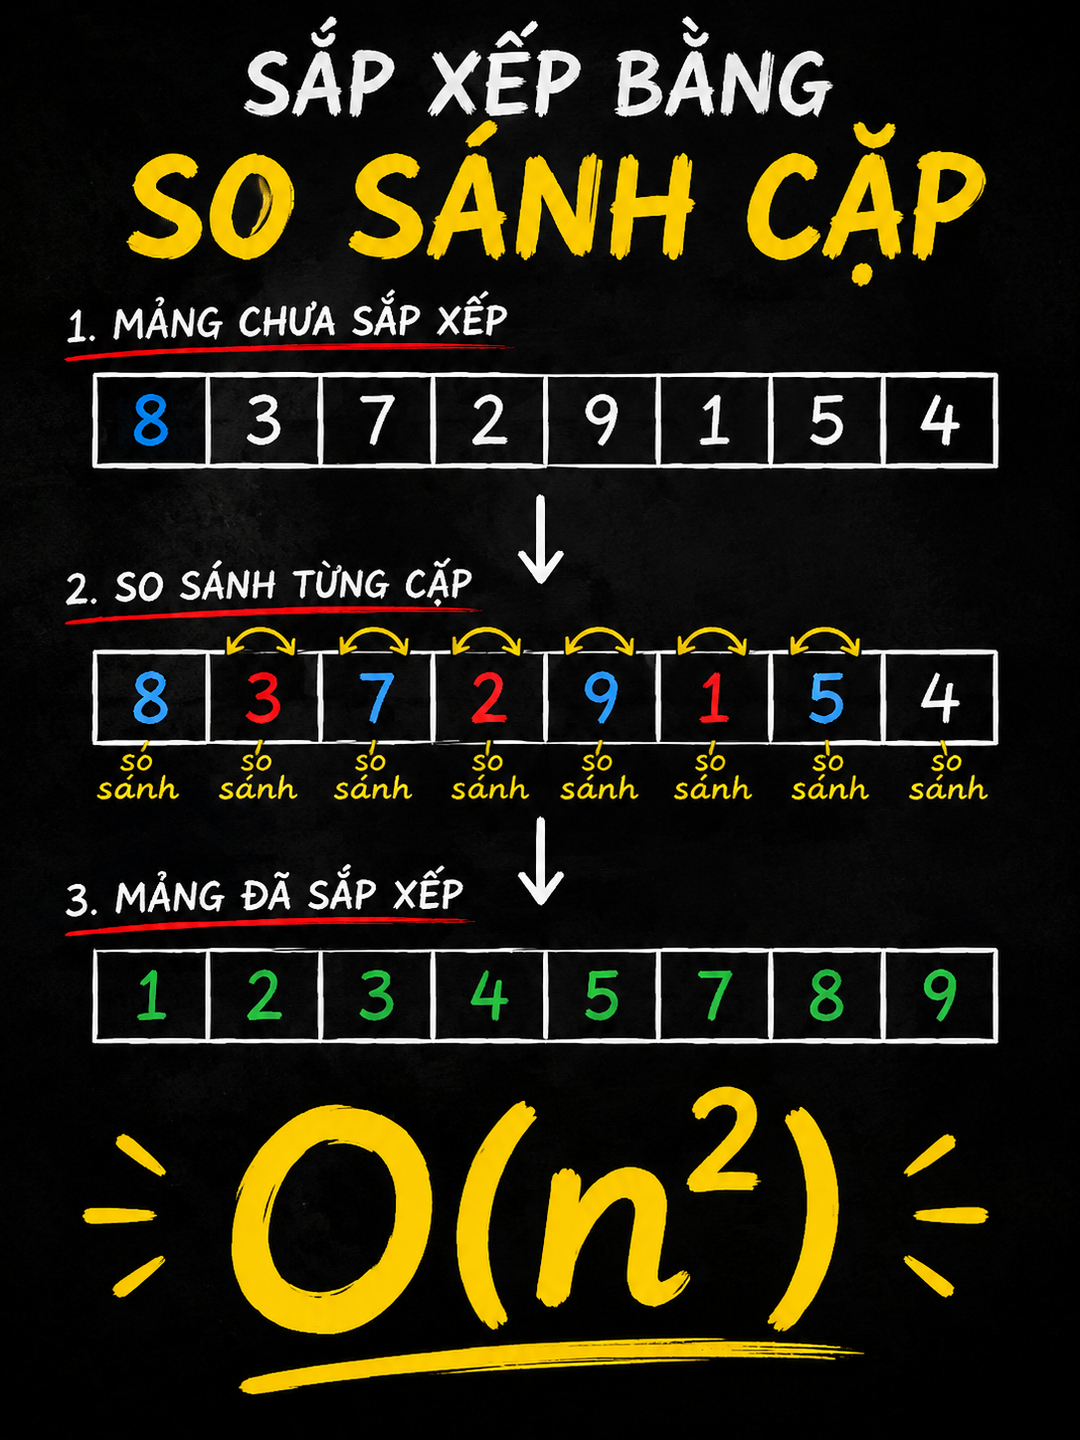 SẮP XẾP BẰNG
SO SÁNH CẶP
1. MẢNG CHƯA SẮP XẾP
8 3 7 2 9 1 5 4
2. SO SÁNH TỪNG CẶP
8 3 7 2 9 1 5 4
so so so so so so so so
sánh sánh sánh sánh sánh sánh sánh sánh
3. MẢNG ĐÃ SẮP XẾP
1 2 3 4 5 7 8 9
O(n²)